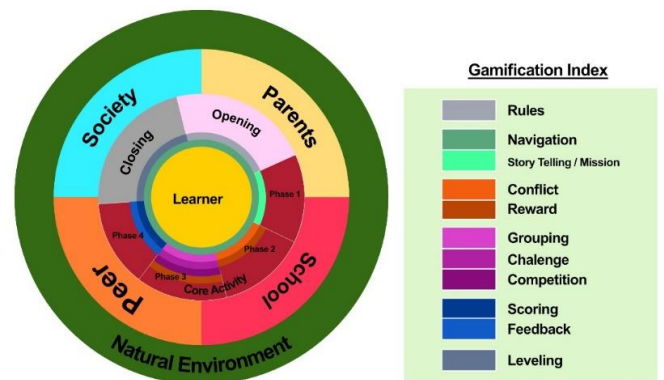 Society
Parents
Opening
Closing
Learner
Phase 1
Phase 2
Phase 3
Phase 4
Core Activity
Peer
School
Natural Environment
Gamification Index
Rules
Navigation
Story Telling / Mission
Conflict
Reward
Grouping
Chalenge
Competition
Scoring
Feedback
Leveling